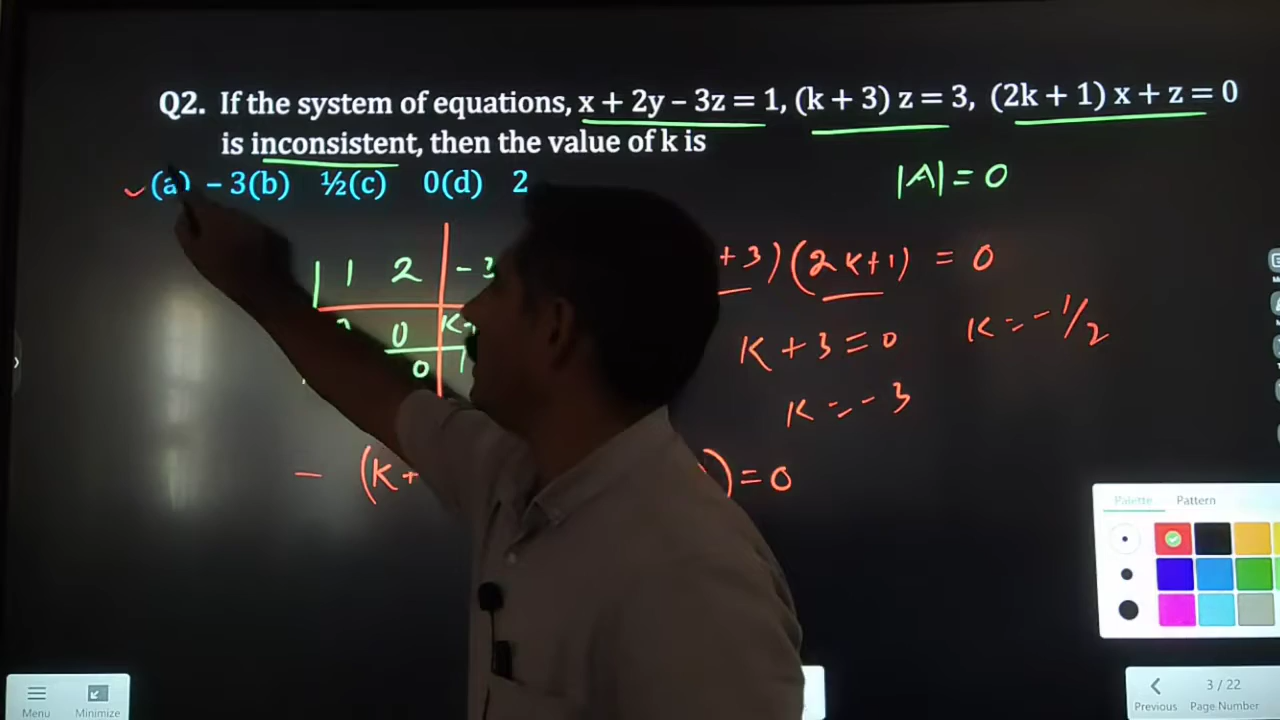 Q2. If the system of equations, x + 2y – 3z = 1, (k + 3) z = 3, (2k + 1) x + z = 0
is inconsistent, then the value of k is
(a) – 3(b) ½(c) 0(d) 2
|A| = 0
1 2 - 3
+ 3) (2k+1) = 0
0 K
0 1
K + 3 = 0 K = - 1/2
K = - 3
- (K+ ) = 0
Palette Pattern
3 / 22
Menu Minimize Previous Page Number